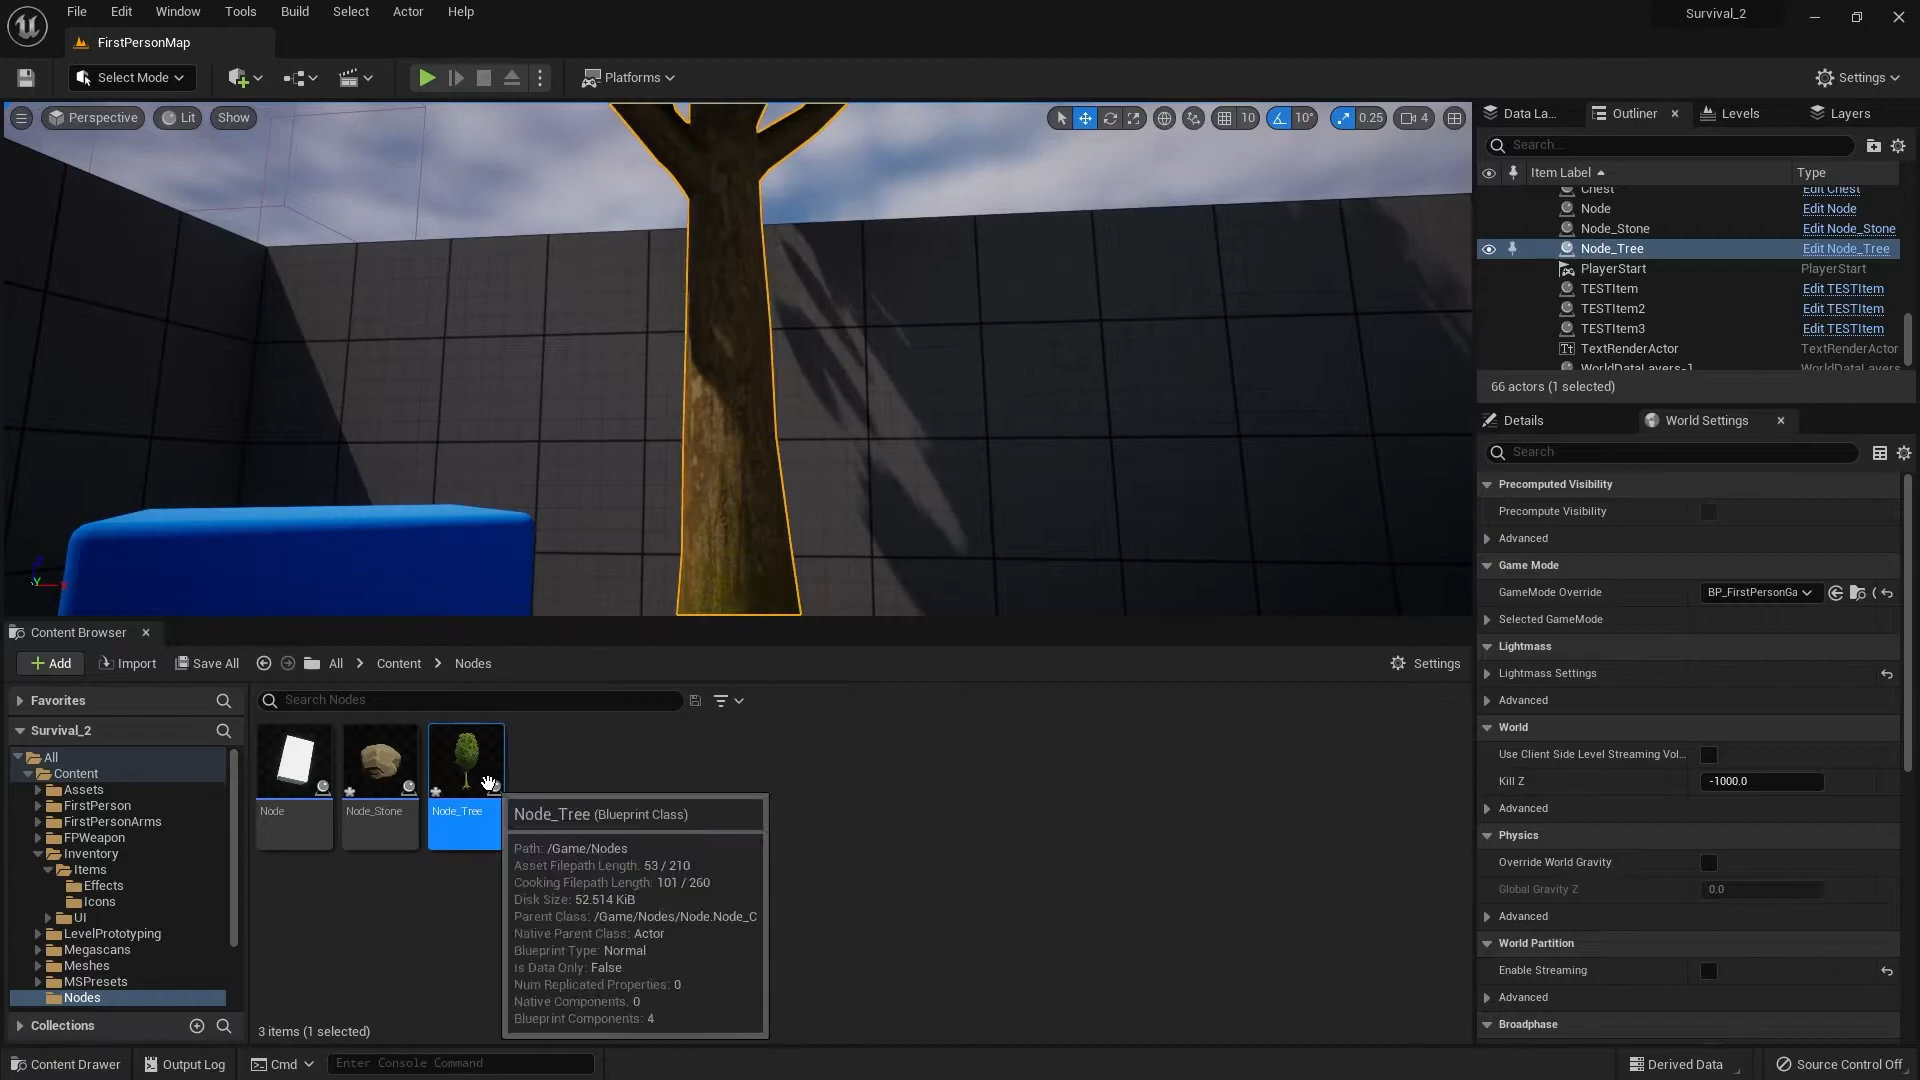 File Edit Window Tools Build Select Actor Help
Survival_2
FirstPersonMap
Select Mode
Platforms
Settings
Perspective Lit Show
10 10° 0.25 4
Data La... Outliner Levels Layers
Search...
Item Label Type
Chest Edit Chest
Node Edit Node
Node_Stone Edit Node_Stone
Node_Tree Edit Node_Tree
PlayerStart PlayerStart
TESTItem Edit TESTItem
TESTItem2 Edit TESTItem
TESTItem3 Edit TESTItem
Tt TextRenderActor TextRenderActor
WorldDataLayers-1 WorldDataLayers
66 actors (1 selected)
Details World Settings
Search
Precomputed Visibility
Precompute Visibility
Advanced
Game Mode
GameMode Override BP_FirstPersonGa
Selected GameMode
Lightmass
Lightmass Settings
Advanced
World
Use Client Side Level Streaming Vol...
Kill Z -1000.0
Advanced
Physics
Override World Gravity
Global Gravity Z 0.0
Advanced
World Partition
Enable Streaming
Advanced
Broadphase
Y
Content Browser
Add Import Save All All Content Nodes Settings
Favorites
Search Nodes
Survival_2
All
Content
Assets
FirstPerson
FirstPersonArms
FPWeapon
Inventory
Items
Effects
Icons
UI
LevelPrototyping
Megascans
Meshes
MSPresets
Nodes
Collections
Node Node_Stone Node_Tree
Node_Tree (Blueprint Class)
Path: /Game/Nodes
Asset Filepath Length: 53 / 210
Cooking Filepath Length: 101 / 260
Disk Size: 52.514 KiB
Parent Class: /Game/Nodes/Node.Node_C
Native Parent Class: Actor
Blueprint Type: Normal
Is Data Only: False
Num Replicated Properties: 0
Native Components: 0
Blueprint Components: 4
3 items (1 selected)
Content Drawer Output Log Cmd Enter Console Command
Derived Data Source Control Off